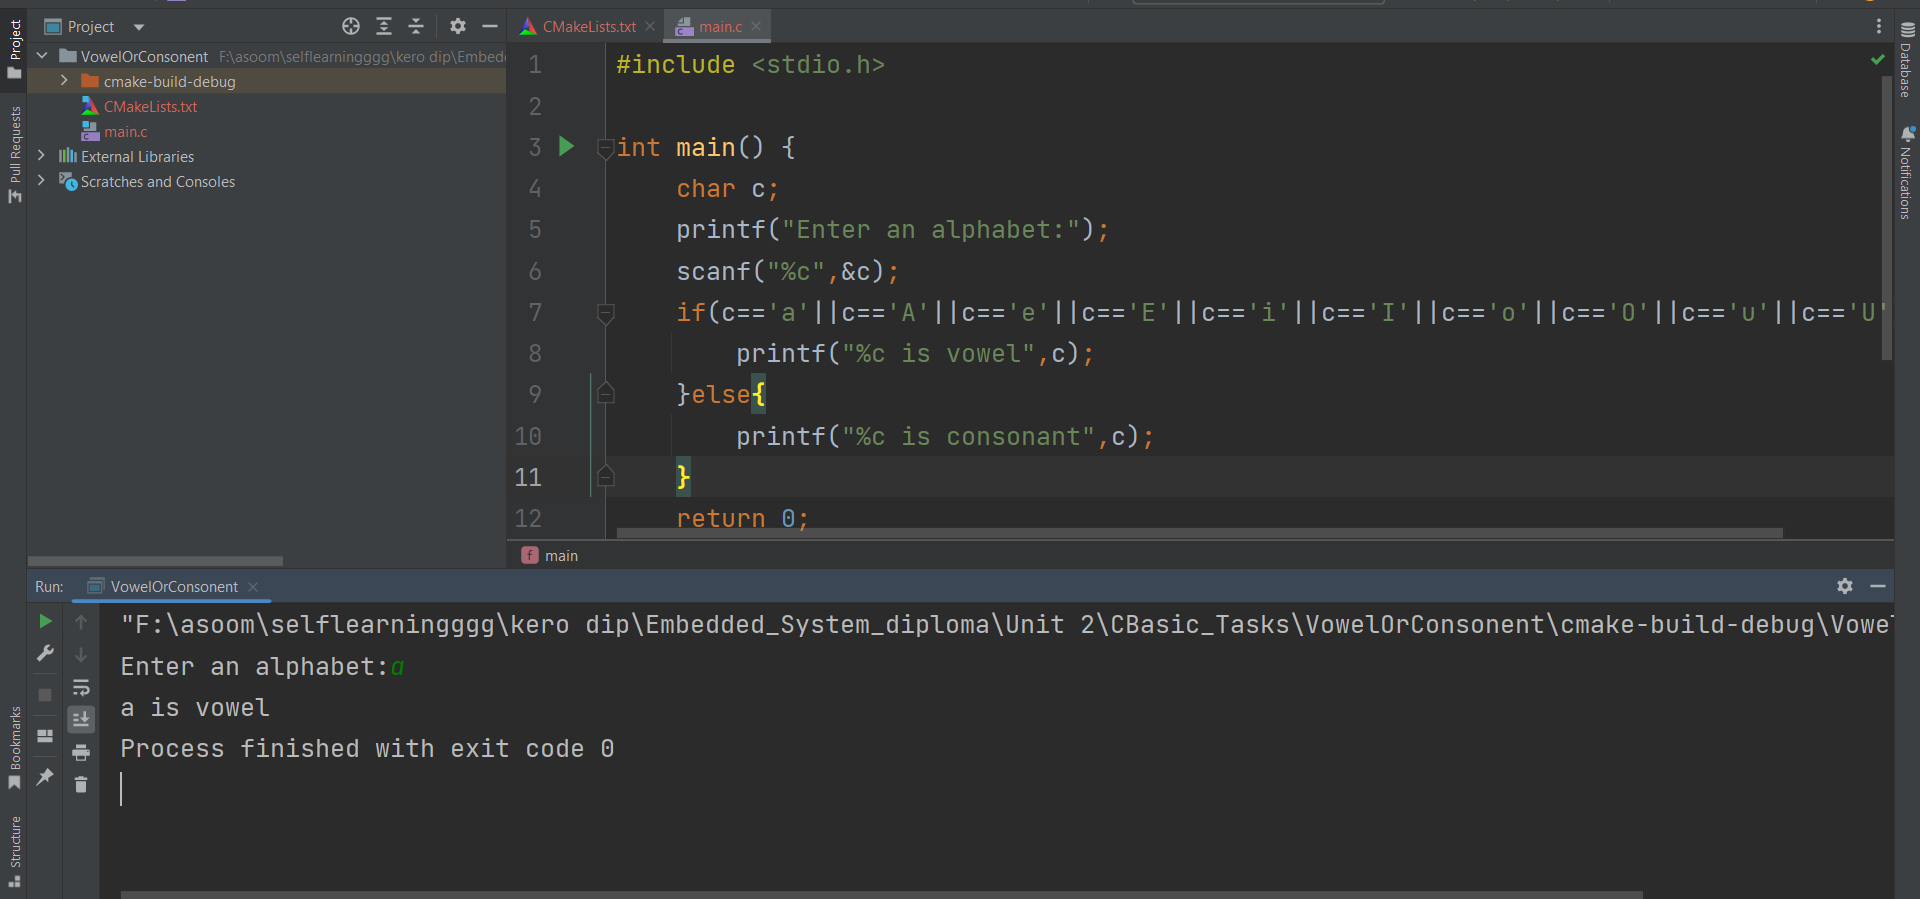 Project
CMakeLists.txt
main.c
VowelOrConsonent F:\asoom\selflearningggg\kero dip\Embed
cmake-build-debug
CMakeLists.txt
main.c
External Libraries
Scratches and Consoles
Project
Pull Requests
Bookmarks
Structure
1 #include <stdio.h>
2
3 int main() {
4 char c;
5 printf("Enter an alphabet:");
6 scanf("%c",&c);
7 if(c=='a'||c=='A'||c=='e'||c=='E'||c=='i'||c=='I'||c=='o'||c=='O'||c=='u'||c=='U'
8 printf("%c is vowel",c);
9 }else{
10 printf("%c is consonant",c);
11 }
12 return 0;
f main
Database
Notifications
Run: VowelOrConsonent
"F:\asoom\selflearningggg\kero dip\Embedded_System_diploma\Unit 2\CBasic_Tasks\VowelOrConsonent\cmake-build-debug\Vowe
Enter an alphabet:a
a is vowel
Process finished with exit code 0